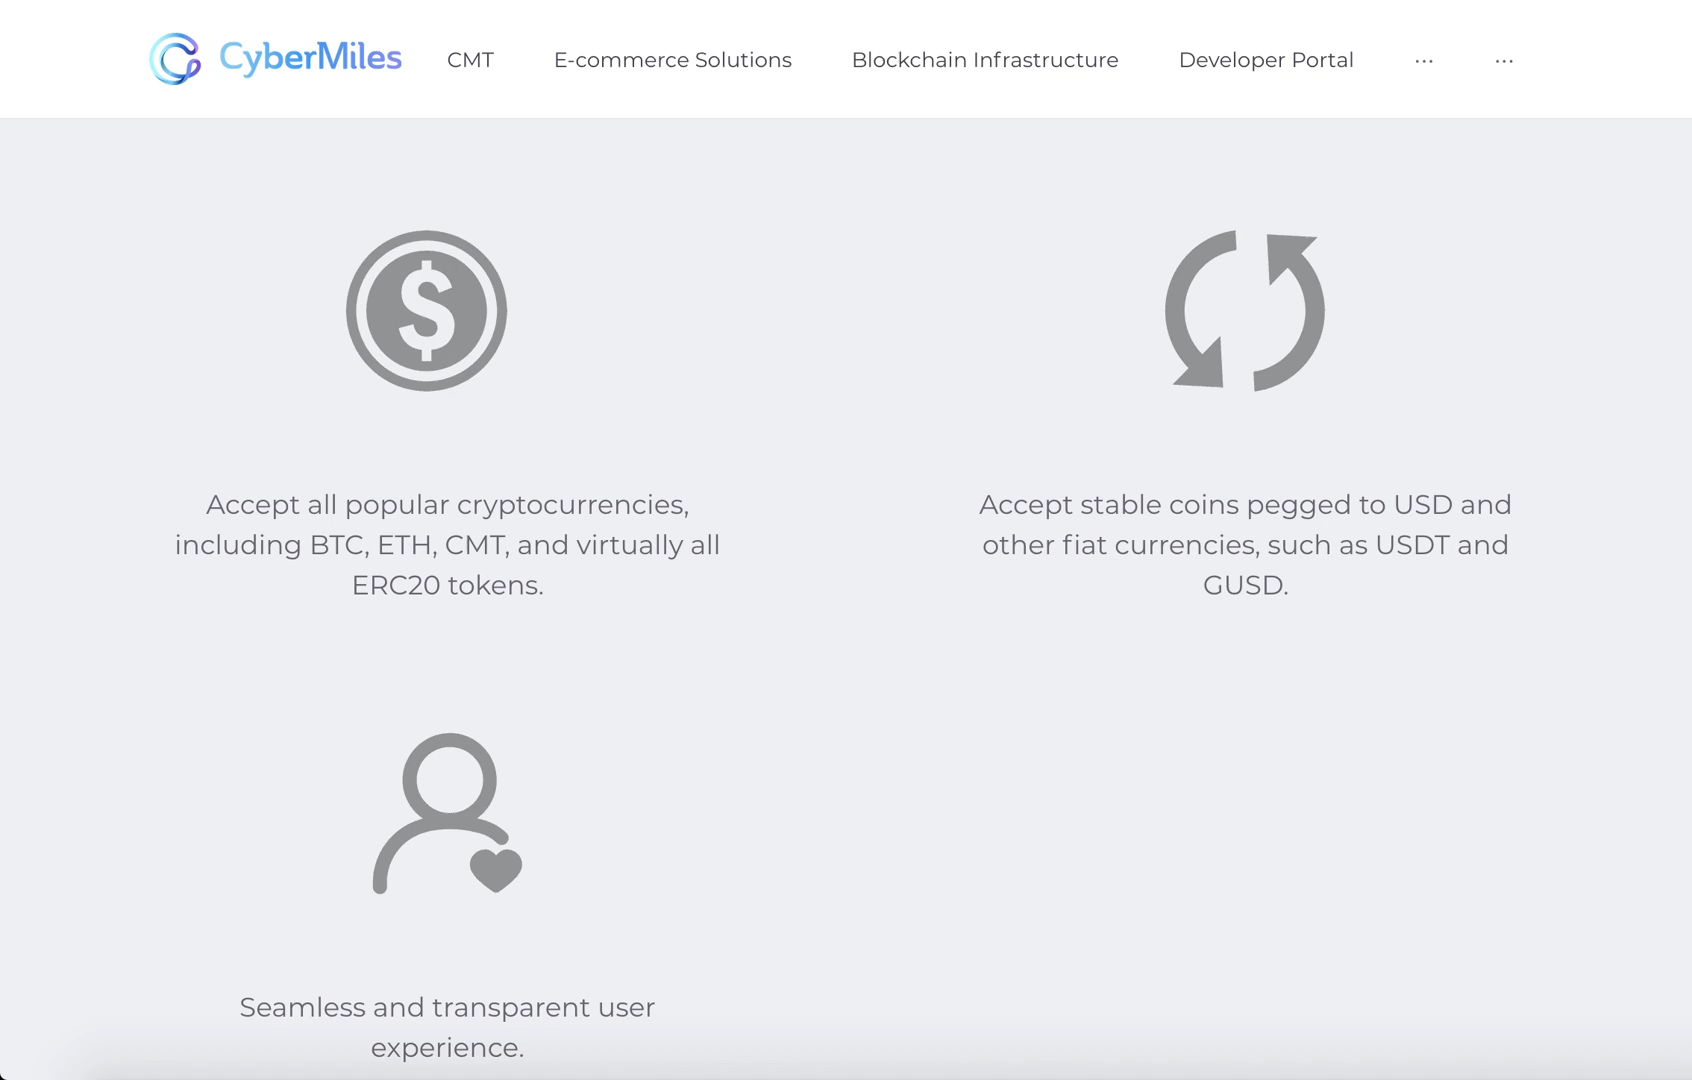 CyberMiles CMT E-commerce Solutions Blockchain Infrastructure Developer Portal ... ...
$
Accept all popular cryptocurrencies,
including BTC, ETH, CMT, and virtually all
ERC20 tokens.
Accept stable coins pegged to USD and
other fiat currencies, such as USDT and
GUSD.
Seamless and transparent user
experience.